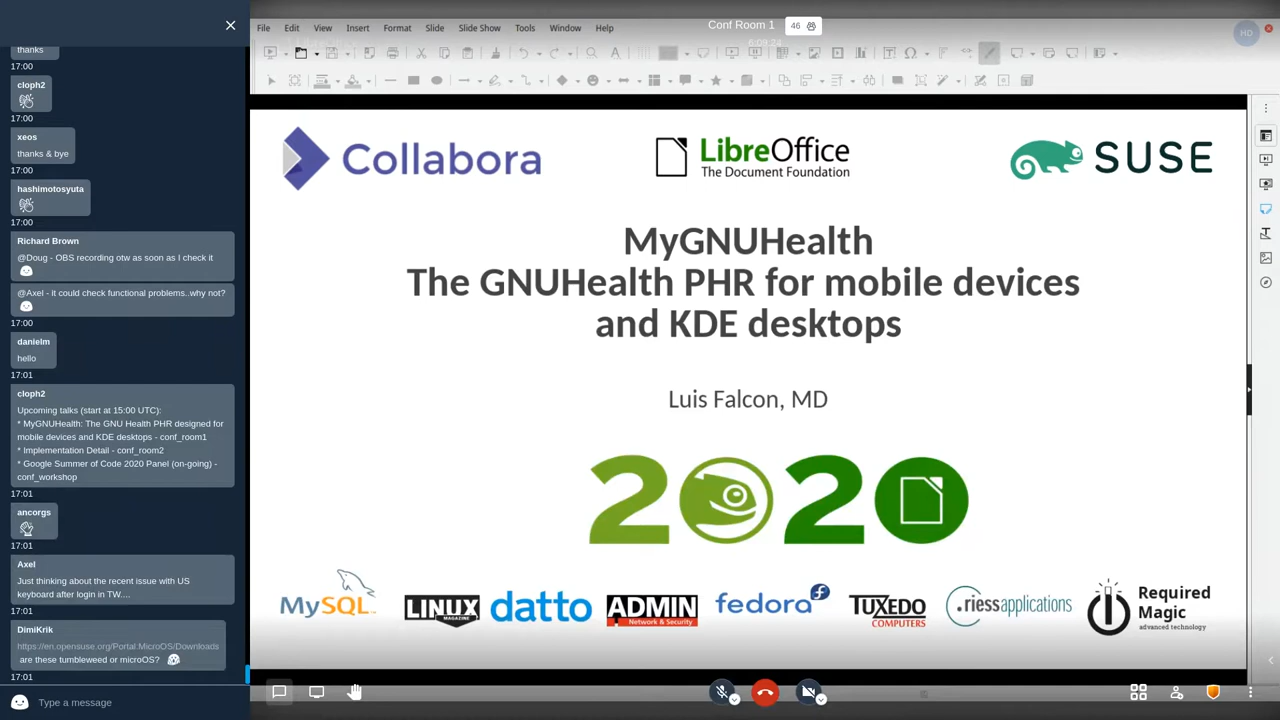 thanks
17:00
cloph2
17:00
xeos
thanks & bye
17:00
hashimotosyuta
17:00
Richard Brown
@Doug - OBS recording otw as soon as I check it
@Axel - it could check functional problems..why not?
17:00
danielm
hello
17:01
cloph2
Upcoming talks (start at 15:00 UTC):
* MyGNUHealth: The GNU Health PHR designed for
mobile devices and KDE desktops - conf_room1
* Implementation Detail - conf_room2
* Google Summer of Code 2020 Panel (on-going) -
conf_workshop
17:01
ancorgs
17:01
Axel
Just thinking about the recent issue with US
keyboard after login in TW....
17:01
DimiKrik
https://en.opensuse.org/Portal:MicroOS/Downloads
are these tumbleweed or microOS?
17:01
Type a message
File Edit View Insert Format Slide Slide Show Tools Window Help
Conf Room 1
46
6:09:24
HD
Collabora
LibreOffice
The Document Foundation
SUSE
MyGNUHealth
The GNUHealth PHR for mobile devices
and KDE desktops
Luis Falcon, MD
2020
MySQL
LINUX
MAGAZINE
datto
ADMIN
Network & Security
fedora
TUXEDO
COMPUTERS
.riessapplications
Required
Magic
advanced technology